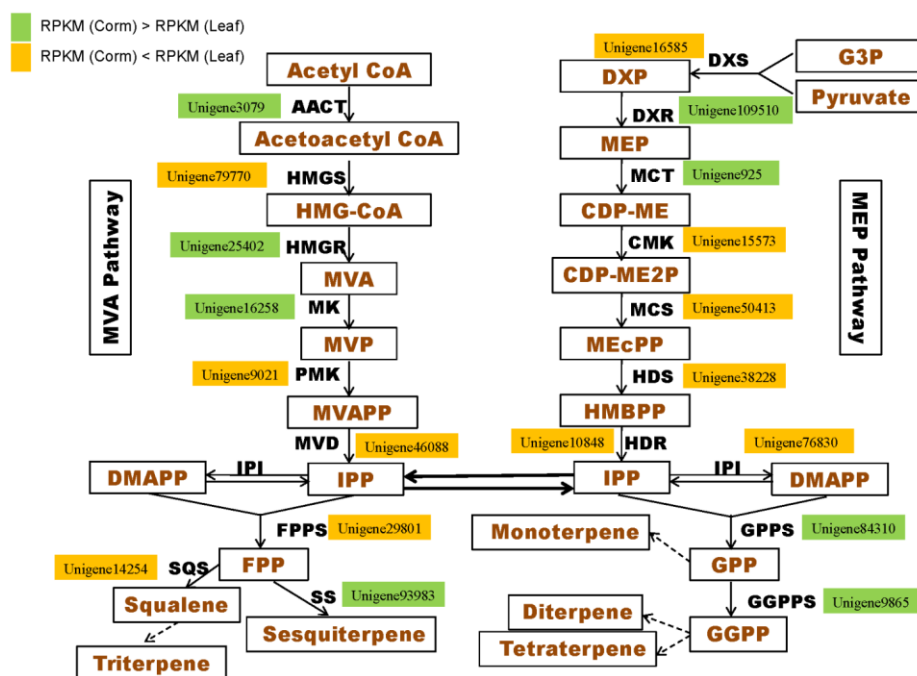 RPKM (Corm) > RPKM (Leaf)
RPKM (Corm) < RPKM (Leaf)
Acetyl CoA
Unigene3079 AACT
Acetoacetyl CoA
Unigene79770 HMGS
HMG-CoA
Unigene25402 HMGR
MVA
Unigene16258 MK
MVP
Unigene9021 PMK
MVAPP
MVD Unigene46088
DMAPP IPI IPP
FPPS Unigene29801
Unigene14254 SQS FPP
SS Unigene93983
Squalene
Sesquiterpene
Triterpene
MVA Pathway
Unigene16585
DXP DXS G3P
Pyruvate
DXR Unigene109510
MEP
MCT Unigene925
CDP-ME
CMK Unigene15573
CDP-ME2P
MCS Unigene50413
MEcPP
HDS Unigene38228
HMBPP
Unigene10848 HDR Unigene76830
IPP IPI DMAPP
Monoterpene GPPS Unigene84310
GPP
GGPPS Unigene9865
Diterpene
GGPP
Tetraterpene
MEP Pathway